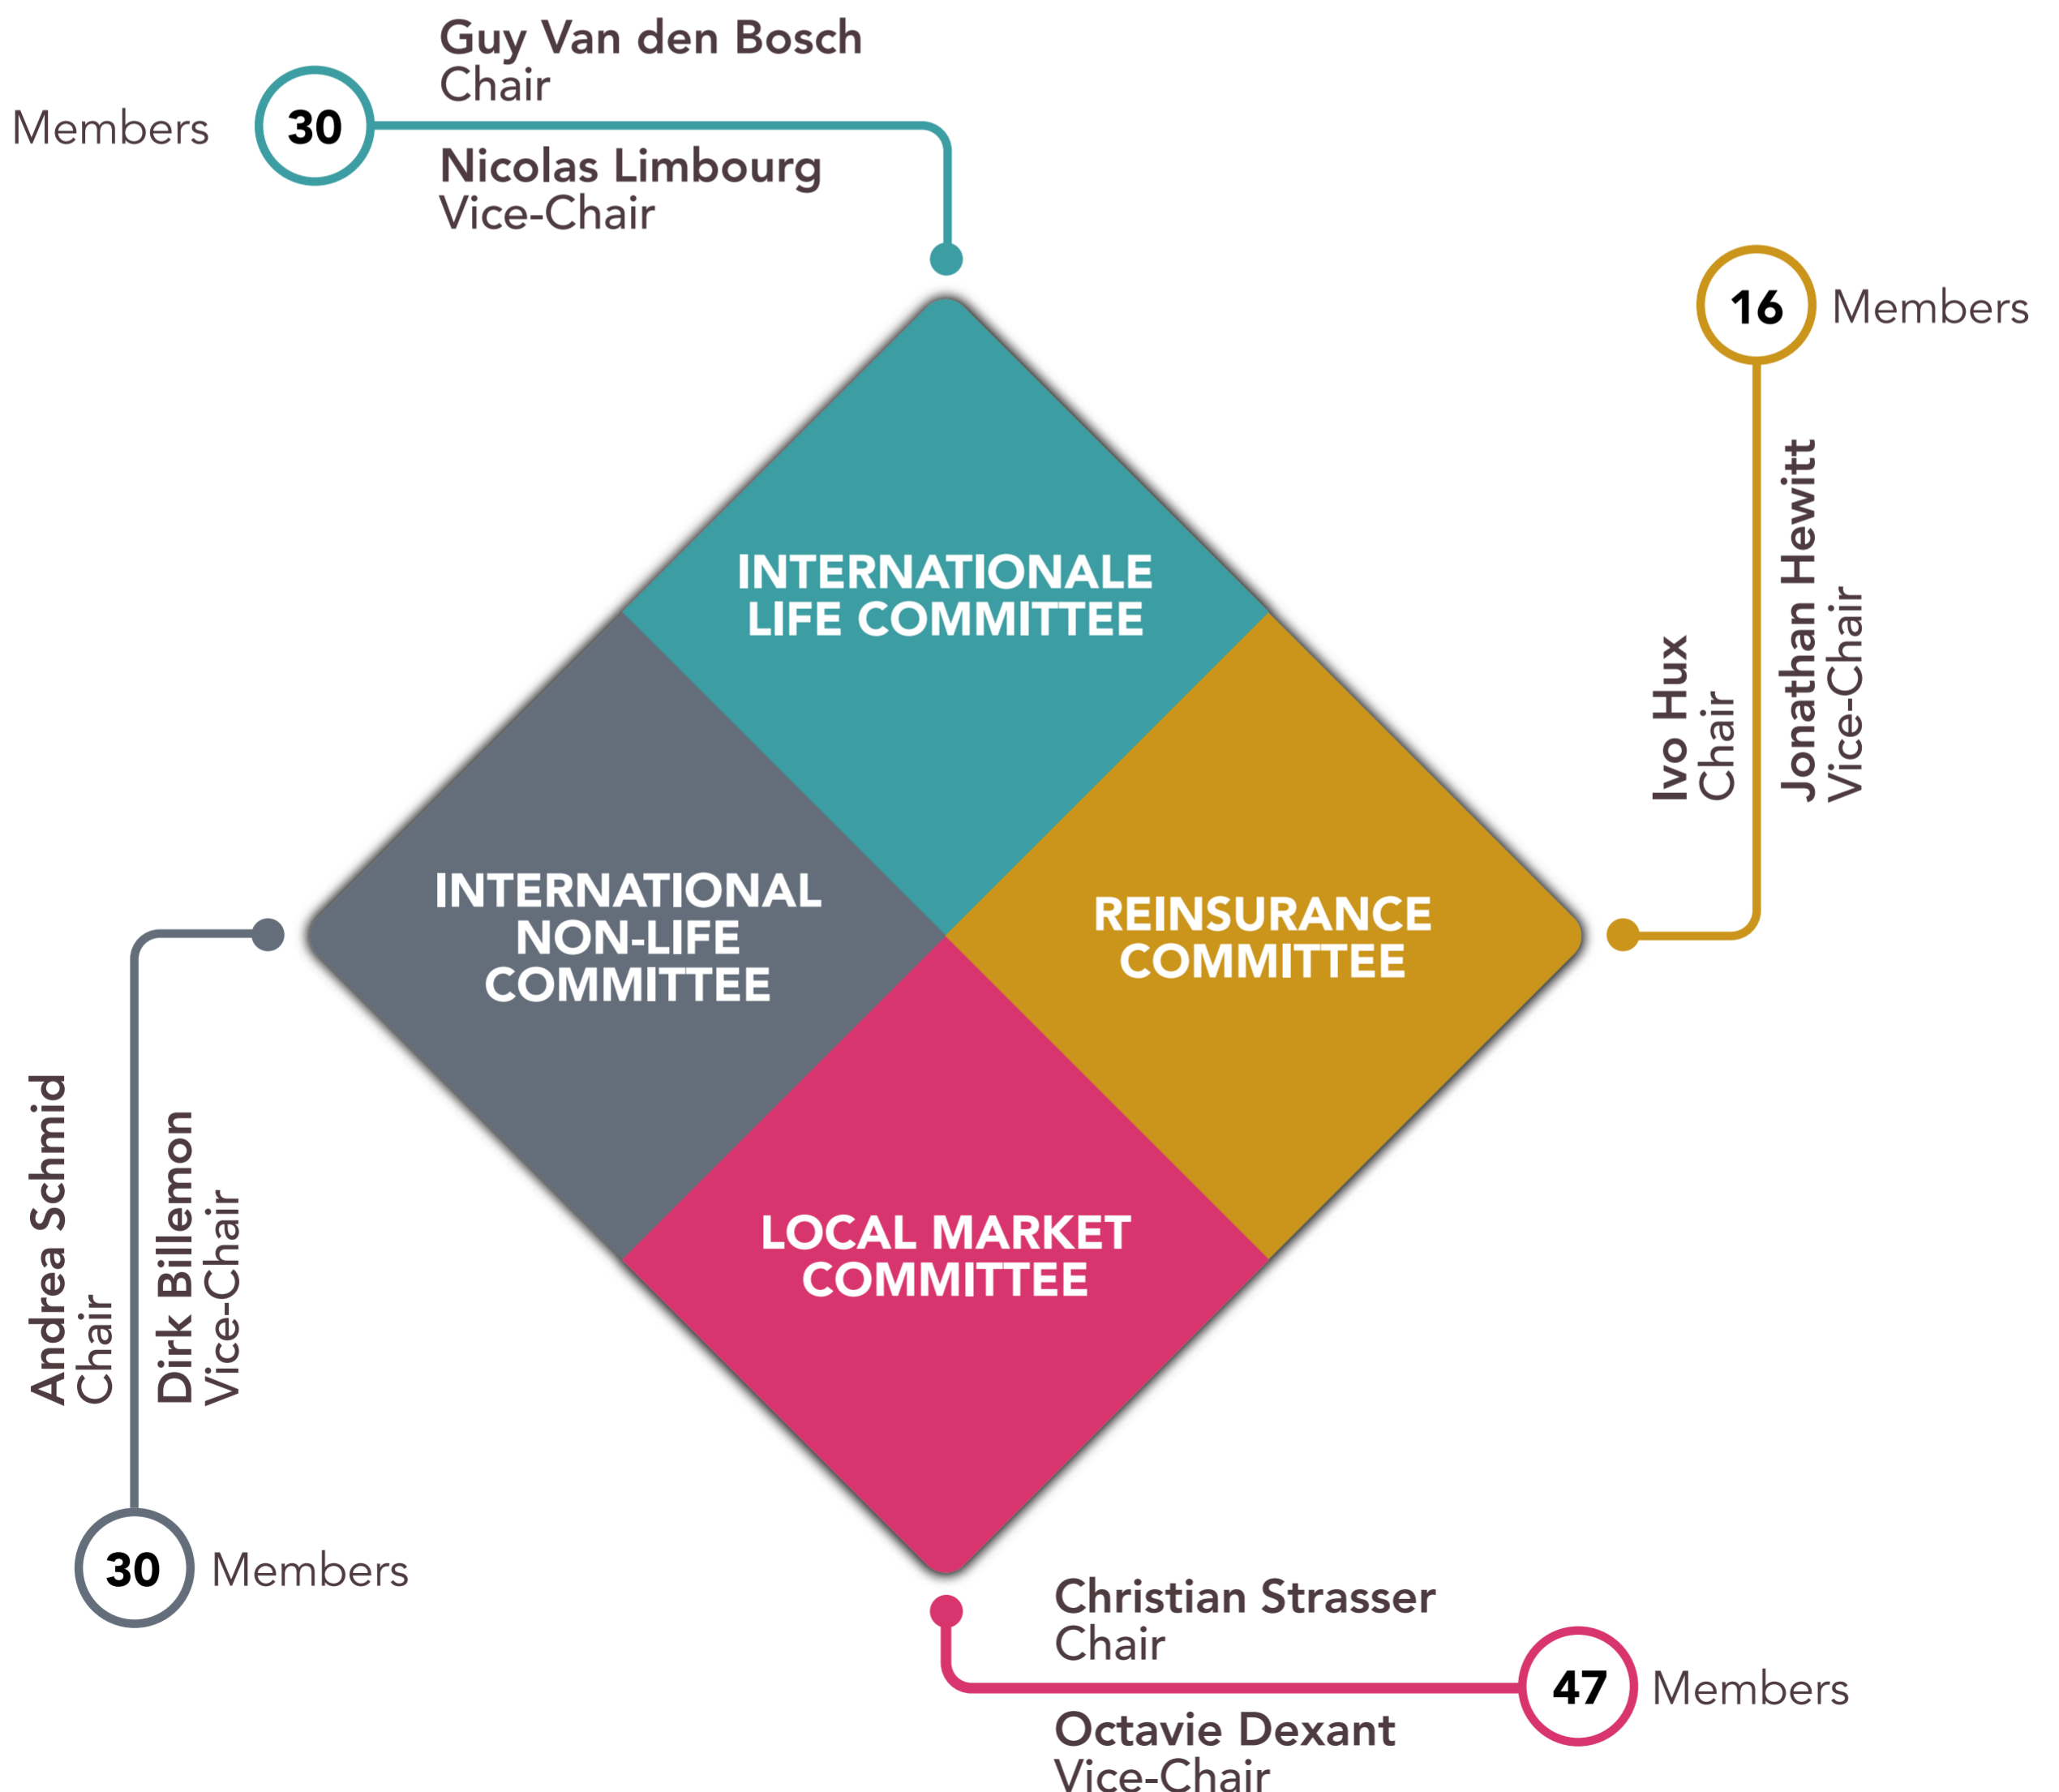 Guy Van den Bosch
Chair
Members
30
Nicolas Limbourg
Vice-Chair
16
Members
Ivo Hux
Chair
Jonathan Hewitt
Vice-Chair
INTERNATIONALE
LIFE COMMITTEE
INTERNATIONAL
NON-LIFE
COMMITTEE
REINSURANCE
COMMITTEE
LOCAL MARKET
COMMITTEE
Andrea Schmid
Chair
Dirk Billemon
Vice-Chair
30
Members
Christian Strasser
Chair
47
Members
Octavie Dexant
Vice-Chair